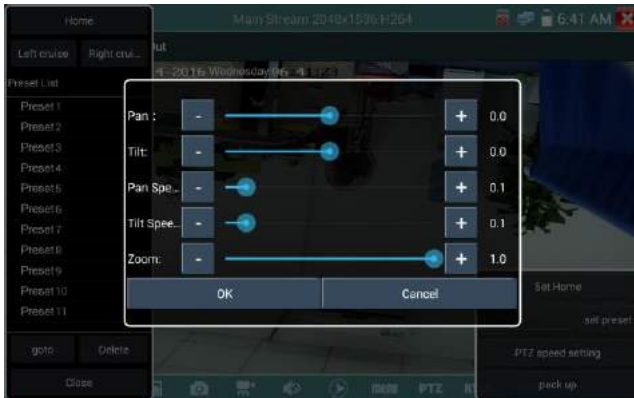 Home
Main Stream 2048x1536 H264
6:41 AM
Left cruise
Right crui...
Preset List
Preset 1
Preset 2
Preset 3
Preset 4
Preset 5
Preset 6
Preset 7
Preset 8
Preset 9
Preset 10
Preset 11
Pan :
-
+
0.0
Tilt:
-
+
0.0
Pan Spe...
-
+
0.1
Tilt Spee...
-
+
0.1
Zoom:
-
+
1.0
OK
Cancel
Set Home
set preset
PTZ speed setting
pack up
goto
Delete
Close
menu
PTZ